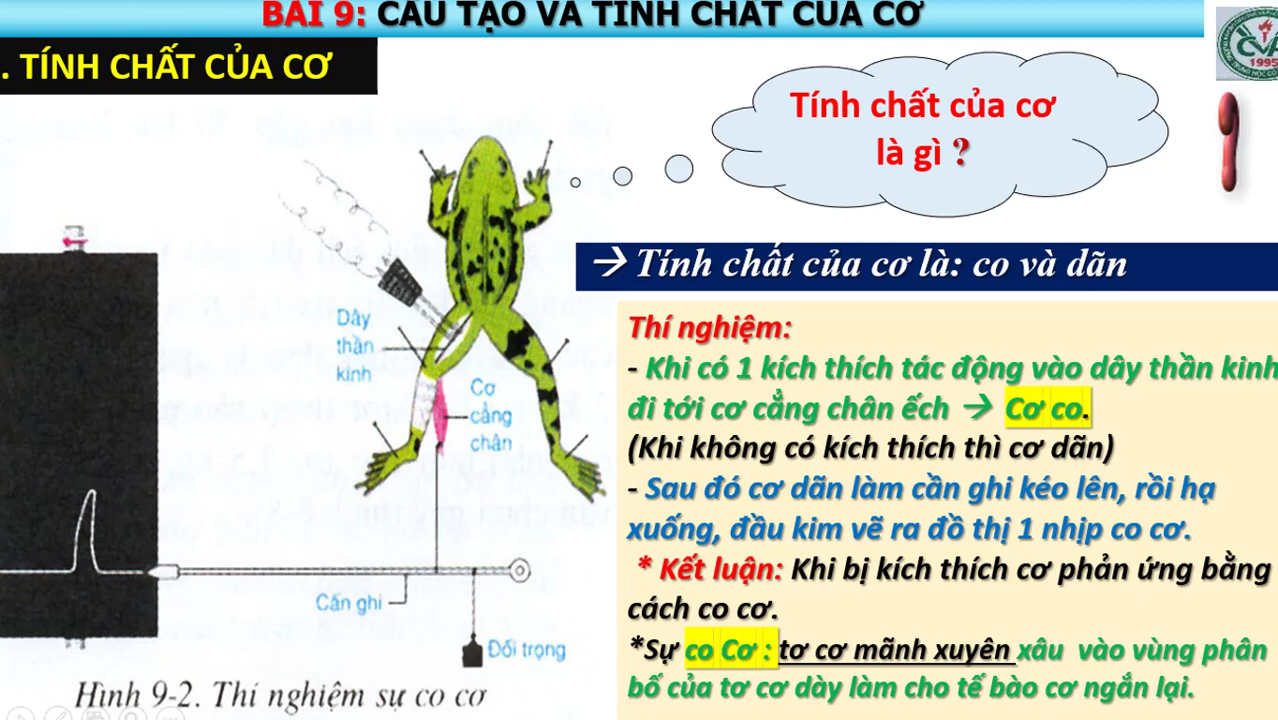 BÀI 9: CẤU TẠO VÀ TÍNH CHẤT CỦA CƠ
. TÍNH CHẤT CỦA CƠ
CVA
1995
Tính chất của cơ
là gì ?
→ Tính chất của cơ là: co và dãn
Dây
thần
kinh
Cơ
cẳng
chân
Cần ghi
Đối trọng
Hình 9-2. Thí nghiệm sự co cơ
Thí nghiệm:
- Khi có 1 kích thích tác động vào dây thần kinh
đi tới cơ cẳng chân ếch → Cơ co.
(Khi không có kích thích thì cơ dãn)
- Sau đó cơ dãn làm cần ghi kéo lên, rồi hạ
xuống, đầu kim vẽ ra đồ thị 1 nhịp co cơ.
* Kết luận: Khi bị kích thích cơ phản ứng bằng
cách co cơ.
*Sự co Cơ : tơ cơ mãnh xuyên xâu vào vùng phân
bố của tơ cơ dày làm cho tế bào cơ ngắn lại.